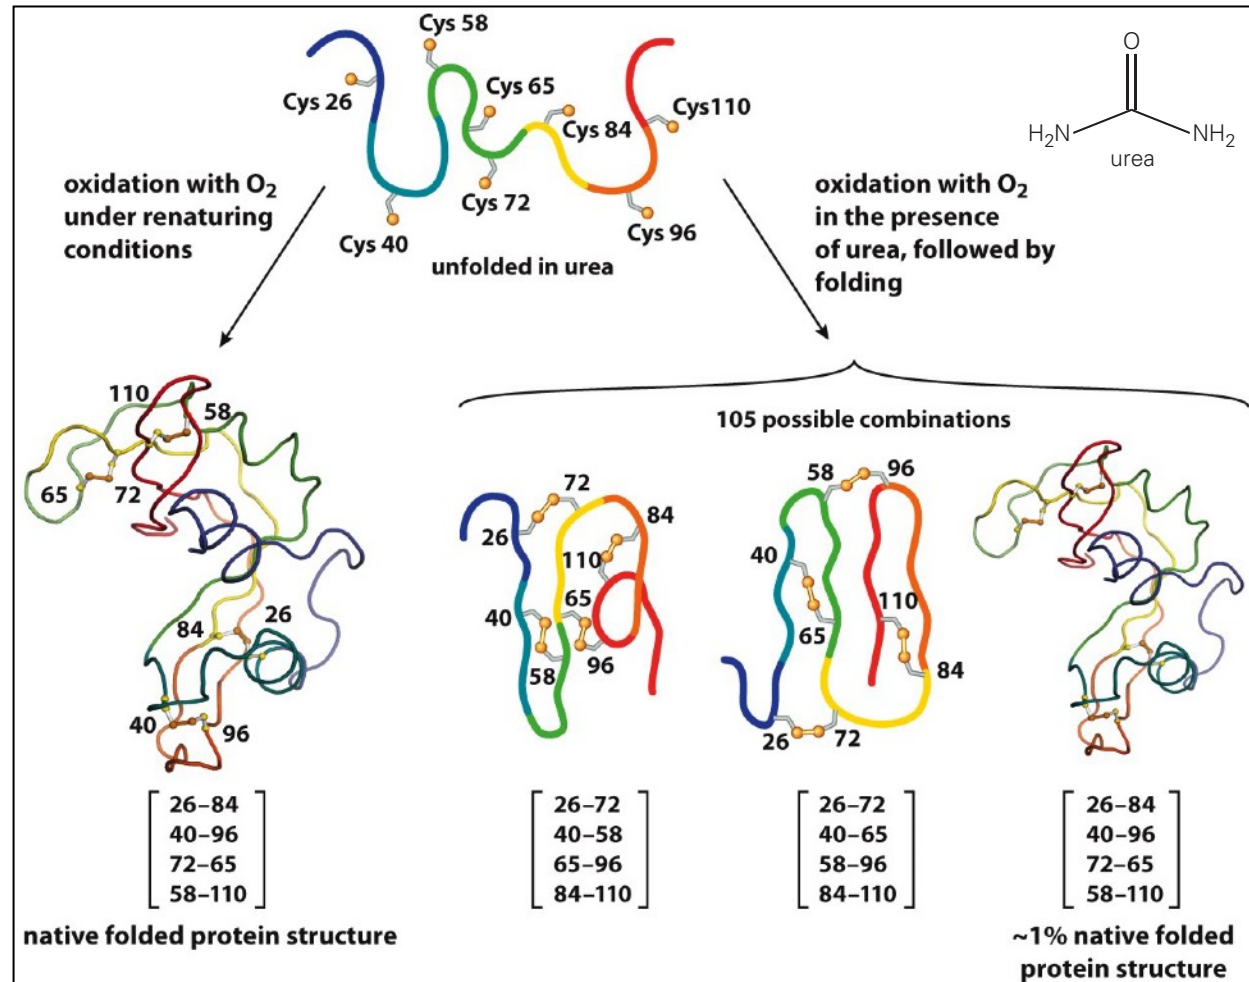 Cys 58
Cys 26
Cys 65
Cys 84
Cys110
Cys 72
Cys 40
Cys 96
unfolded in urea
O
H₂N
NH₂
urea
oxidation with O₂
under renaturing
conditions
oxidation with O₂
in the presence
of urea, followed by
folding
110
58
65
72
84
26
40
96
105 possible combinations
72
26
84
110
40
65
58
96
58
96
40
110
65
84
26
72
26–84
40–96
72–65
58–110
native folded protein structure
26–72
40–58
65–96
84–110
26–72
40–65
58–96
84–110
26–84
40–96
72–65
58–110
~1% native folded
protein structure